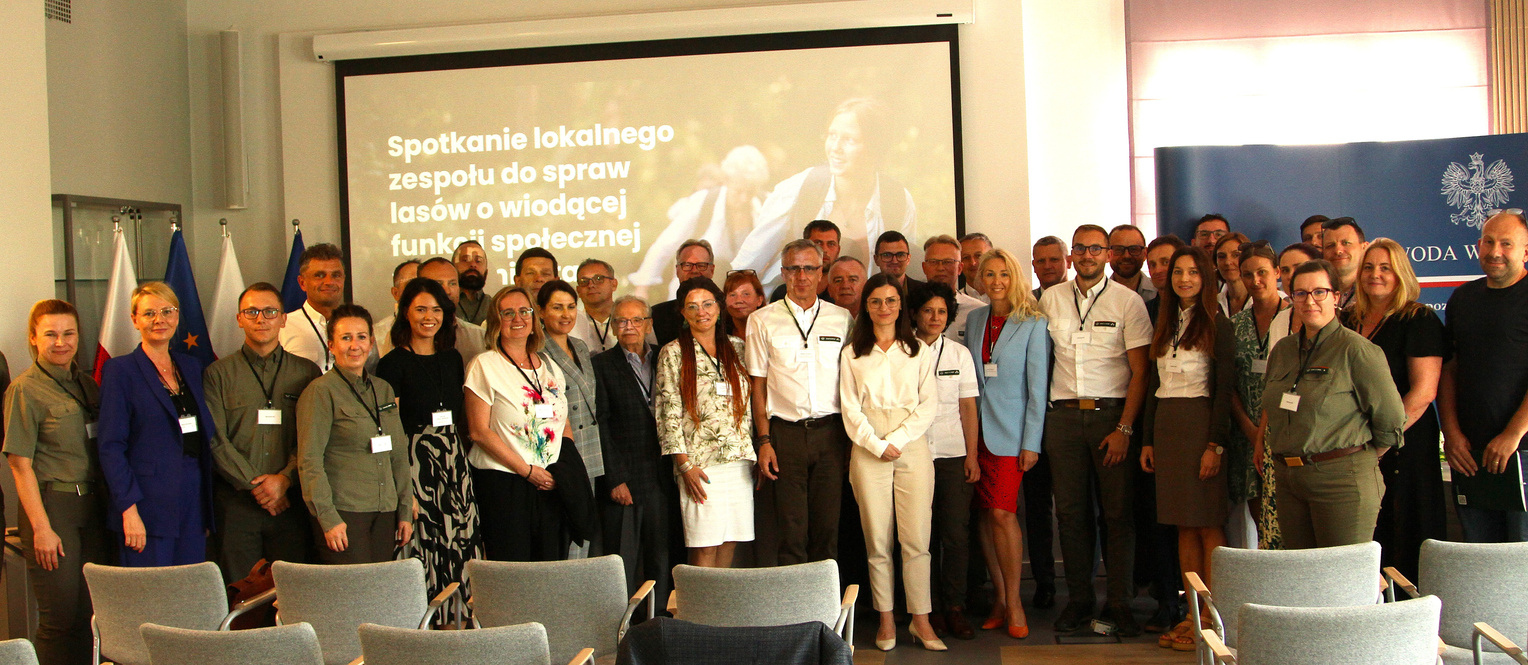 Spotkanie lokalnego
zespołu do spraw
lasów o wiodącej
funkcji społecznej
WODA W